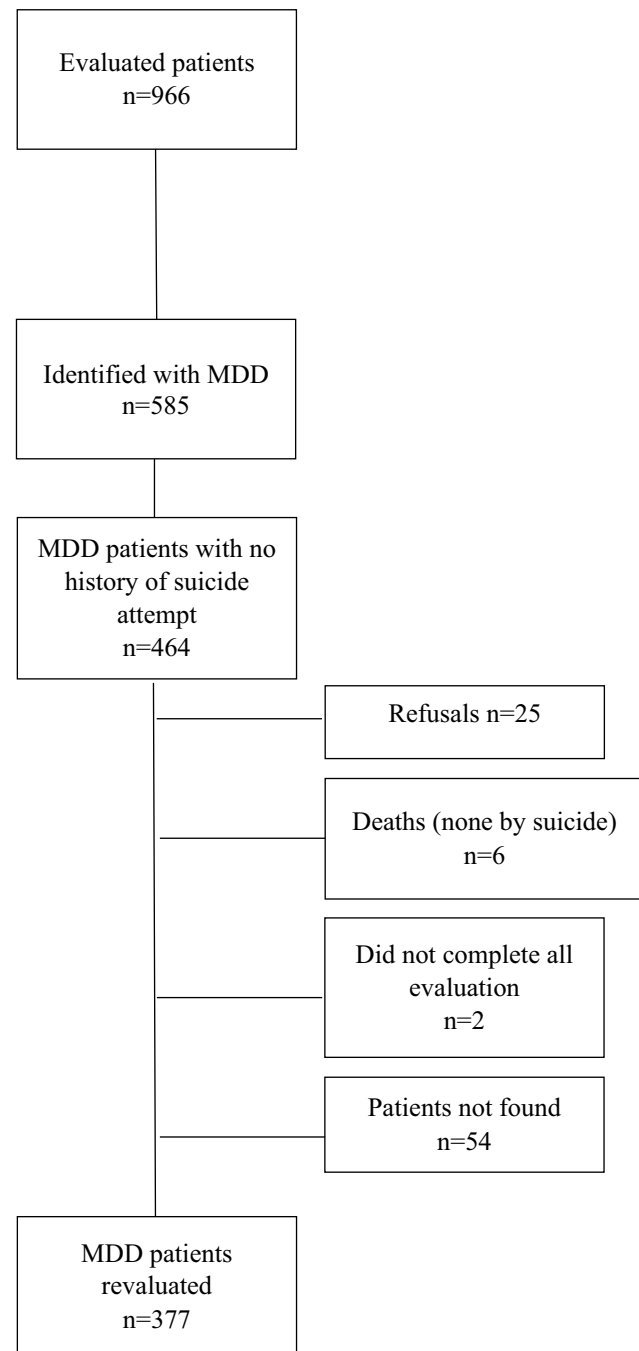 Evaluated patients
n=966
Identified with MDD
n=585
MDD patients with no
history of suicide
attempt
n=464
Refusals n=25
Deaths (none by suicide)
n=6
Did not complete all
evaluation
n=2
Patients not found
n=54
MDD patients
revaluated
n=377